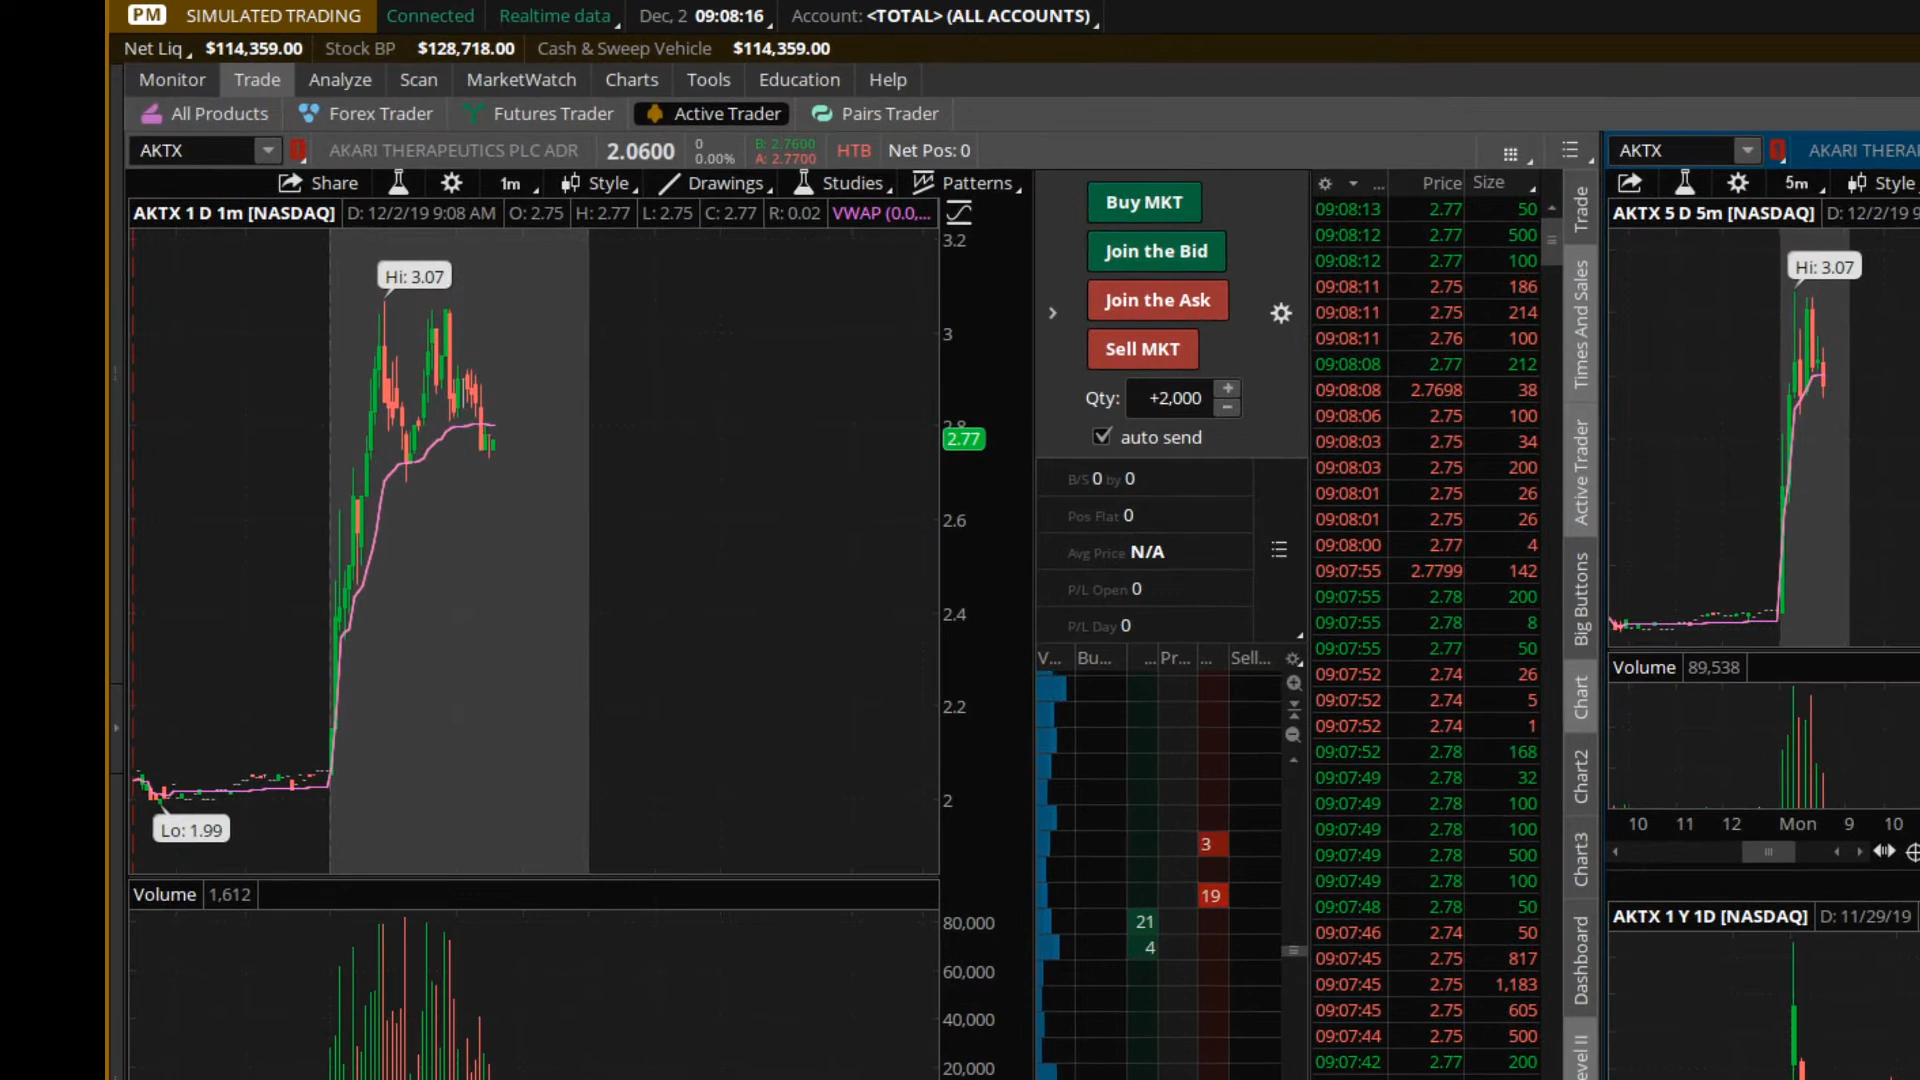 PM SIMULATED TRADING Connected Realtime data Dec, 2 09:08:16 Account: <TOTAL> (ALL ACCOUNTS)
Net Liq $114,359.00 Stock BP $128,718.00 Cash & Sweep Vehicle $114,359.00
Monitor Trade Analyze Scan MarketWatch Charts Tools Education Help
All Products Forex Trader Futures Trader Active Trader Pairs Trader
AKTX AKARI THERAPEUTICS PLC ADR 2.0600 0 0.00% B: 2.7600 A: 2.7700 HTB Net Pos: 0
Share 1m Style Drawings Studies Patterns
AKTX 1 D 1m [NASDAQ] D: 12/2/19 9:08 AM O: 2.75 H: 2.77 L: 2.75 C: 2.77 R: 0.02 VWAP (0.0,...
Hi: 3.07
Lo: 1.99
3.2
3
2.8
2.77
2.6
2.4
2.2
2
Volume 1,612
80,000
60,000
40,000
20,000
Buy MKT
Join the Bid
Join the Ask
Sell MKT
Qty: +2,000
auto send
B/S 0 by 0
Pos Flat 0
Avg Price N/A
P/L Open 0
P/L Day 0
V... Bu... ... Pr... ... Sell...
3
19
21
4
... Price Size
09:08:13 2.77 50
09:08:12 2.77 500
09:08:12 2.77 100
09:08:11 2.75 186
09:08:11 2.75 214
09:08:11 2.76 100
09:08:08 2.77 212
09:08:08 2.7698 38
09:08:06 2.75 100
09:08:03 2.75 34
09:08:03 2.75 200
09:08:01 2.75 26
09:08:01 2.75 26
09:08:00 2.77 4
09:07:55 2.7799 142
09:07:55 2.78 200
09:07:55 2.78 8
09:07:55 2.77 50
09:07:52 2.74 26
09:07:52 2.74 5
09:07:52 2.74 1
09:07:52 2.78 168
09:07:49 2.78 32
09:07:49 2.78 100
09:07:49 2.78 100
09:07:49 2.78 500
09:07:49 2.78 100
09:07:48 2.78 50
09:07:46 2.74 50
09:07:45 2.75 817
09:07:45 2.75 1,183
09:07:45 2.75 605
09:07:44 2.75 500
09:07:42 2.77 200
Trade
Times And Sales
Active Trader
Big Buttons
Chart
Chart2
Chart3
Dashboard
evel II
AKTX AKARI THERA
5m Style
AKTX 5 D 5m [NASDAQ] D: 12/2/19 9
Hi: 3.07
Volume 89,538
10 11 12 Mon 9 10
AKTX 1 Y 1D [NASDAQ] D: 11/29/19